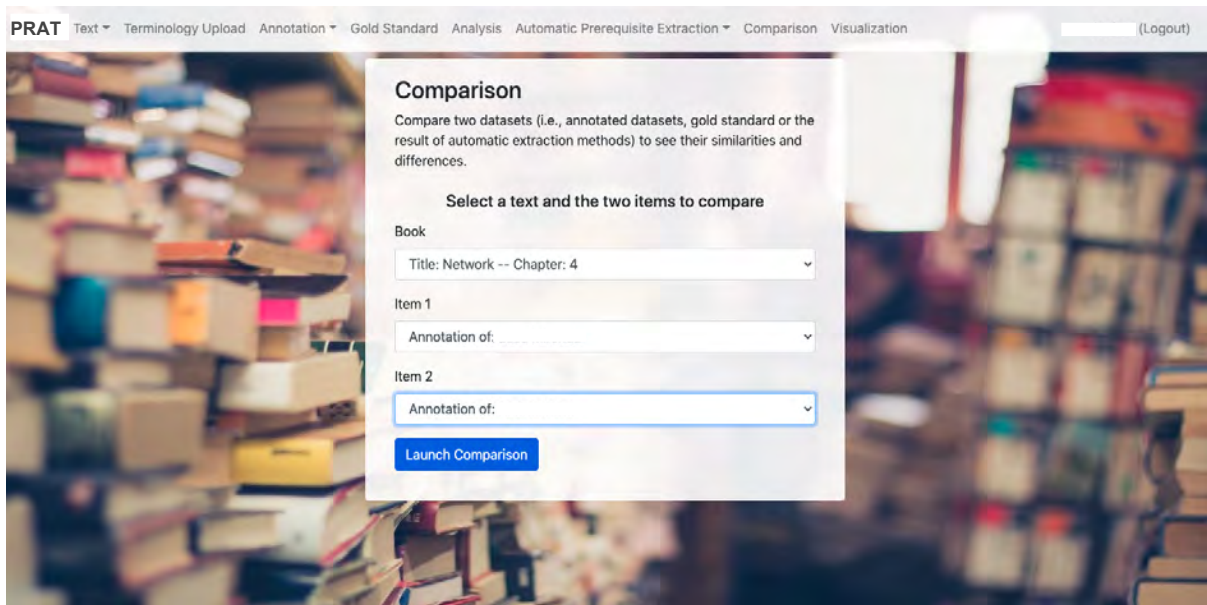 PRAT Text Terminology Upload Annotation Gold Standard Analysis Automatic Prerequisite Extraction Comparison Visualization (Logout)
Comparison
Compare two datasets (i.e., annotated datasets, gold standard or the
result of automatic extraction methods) to see their similarities and
differences.
Select a text and the two items to compare
Book
Title: Network -- Chapter: 4
Item 1
Annotation of:
Item 2
Annotation of:
Launch Comparison